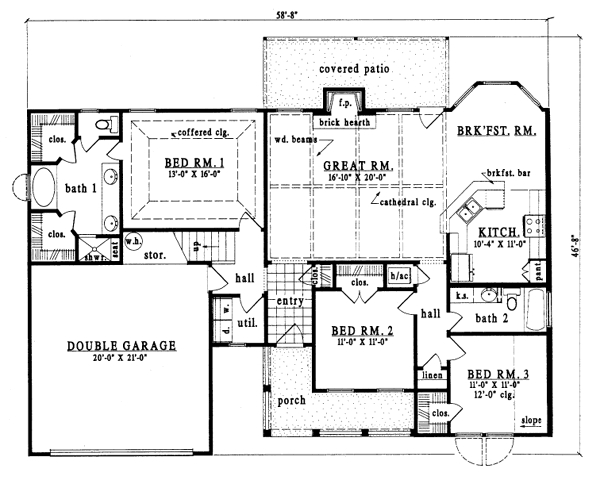 58'-8"
covered patio
f.p.
brick hearth
clos.
coffered clg.
wd. beams
BRK'FST. RM.
BED RM. 1
13'-0" X 16'-0"
GREAT RM.
16'-10" X 20'-0"
brkfst. bar
bath 1
cathedral clg.
clos.
KITCH.
10'-4" X 11'-0"
46'-8"
shwr.
seat
w.h.
stor.
up
hall
clos.
clos.
h/ac
pant.
entry
k.s.
bath 2
w.
d.
util.
hall
BED RM. 2
11'-0" X 11'-0"
DOUBLE GARAGE
20'-0" X 21'-0"
linen
BED RM. 3
11'-0" X 11'-0"
12'-0" clg.
porch
clos.
slope